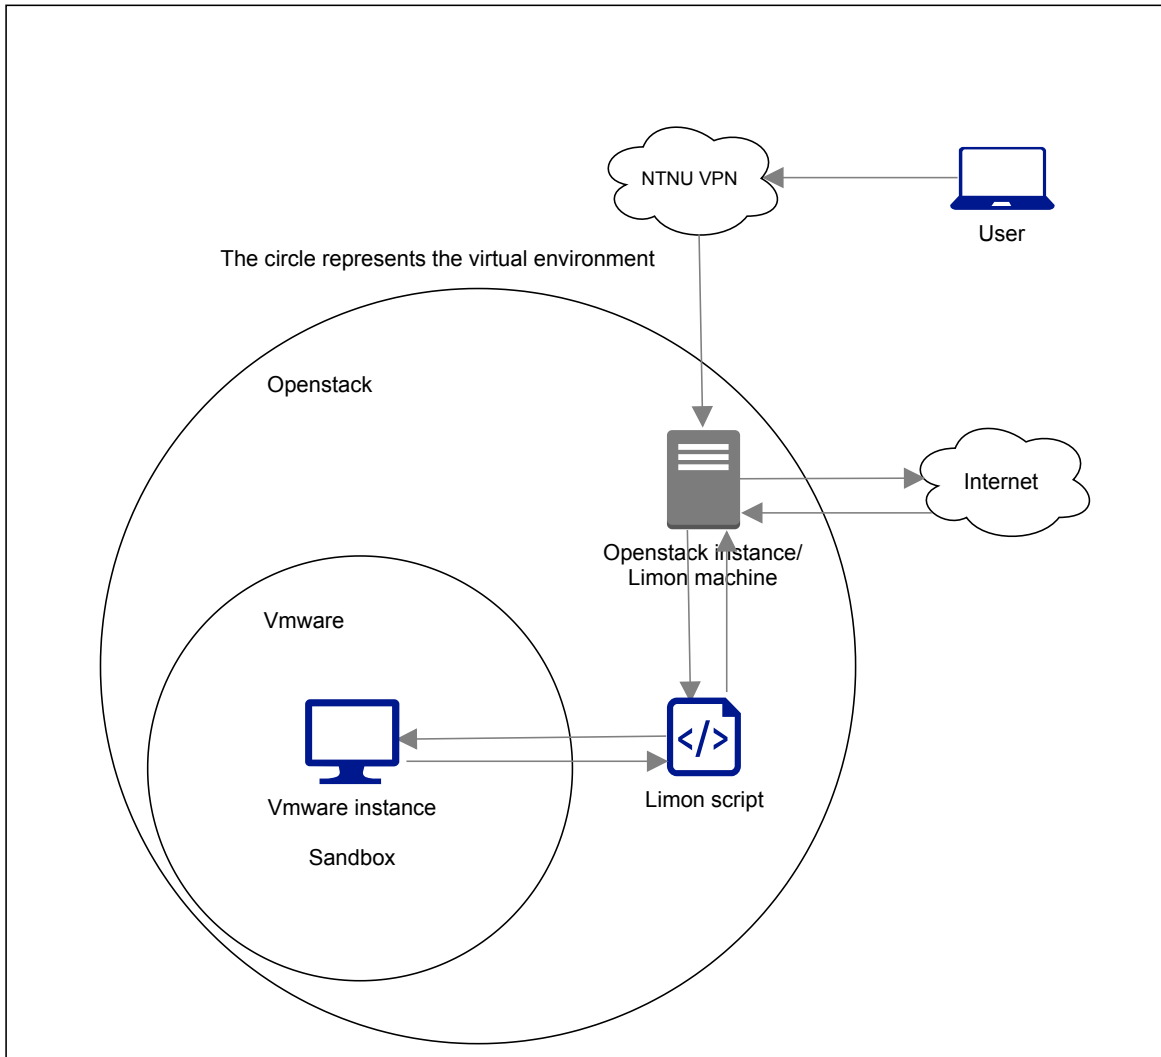 NTNU VPN
User
The circle represents the virtual environment
Openstack
Internet
Openstack instance/
Limon machine
Vmware
</>
Vmware instance
Limon script
Sandbox